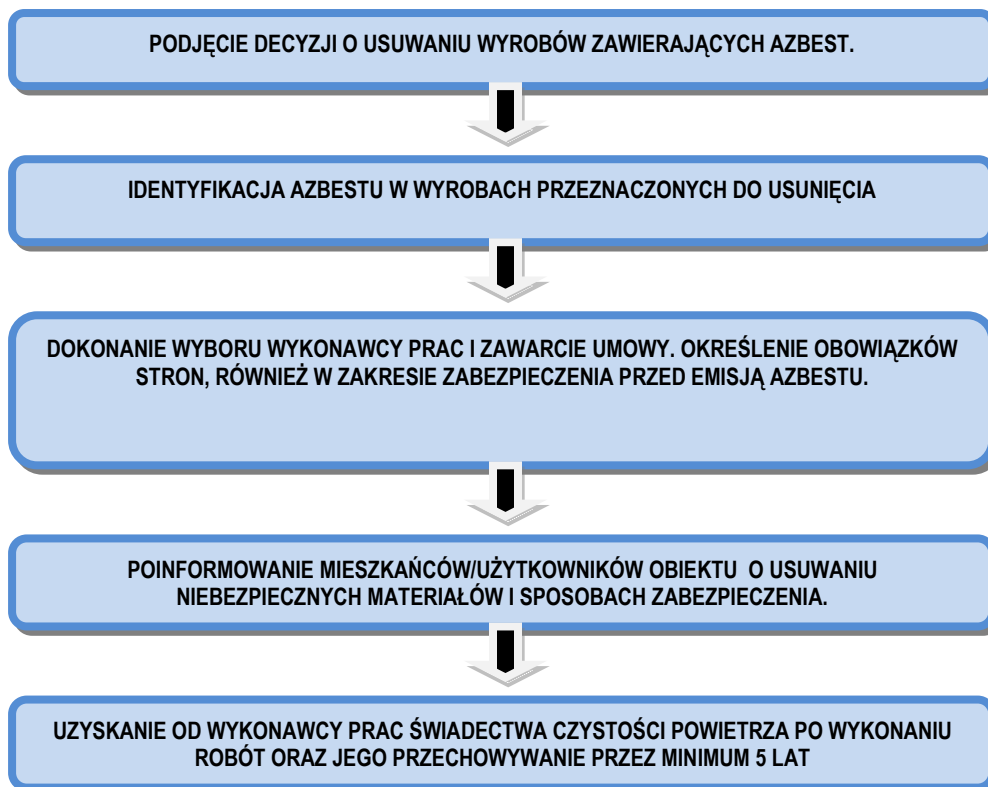 PODJĘCIE DECYZJI O USUWANIU WYROBÓW ZAWIERAJĄCYCH AZBEST.
IDENTYFIKACJA AZBESTU W WYROBACH PRZEZNACZONYCH DO USUNIĘCIA
DOKONANIE WYBORU WYKONAWCY PRAC I ZAWARCIE UMOWY. OKREŚLENIE OBOWIĄZKÓW
STRON, RÓWNIEŻ W ZAKRESIE ZABEZPIECZENIA PRZED EMISJĄ AZBESTU.
POINFORMOWANIE MIESZKAŃCÓW/UŻYTKOWNIKÓW OBIEKTU O USUWANIU
NIEBEZPIECZNYCH MATERIAŁÓW I SPOSOBACH ZABEZPIECZENIA.
UZYSKANIE OD WYKONAWCY PRAC ŚWIADECTWA CZYSTOŚCI POWIETRZA PO WYKONANIU
ROBÓT ORAZ JEGO PRZECHOWYWANIE PRZEZ MINIMUM 5 LAT